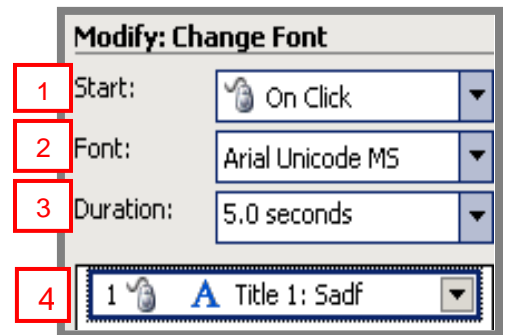 Modify: Change Font
1 Start: On Click
2 Font: Arial Unicode MS
3 Duration: 5.0 seconds
4 1 A Title 1: Sadf